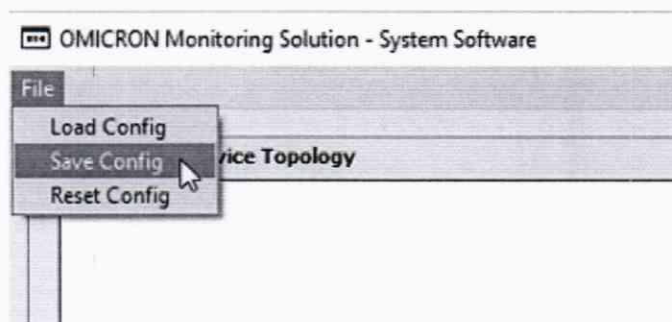 OMICRON Monitoring Solution - System Software
File
Load Config
Save Config
vice Topology
Reset Config